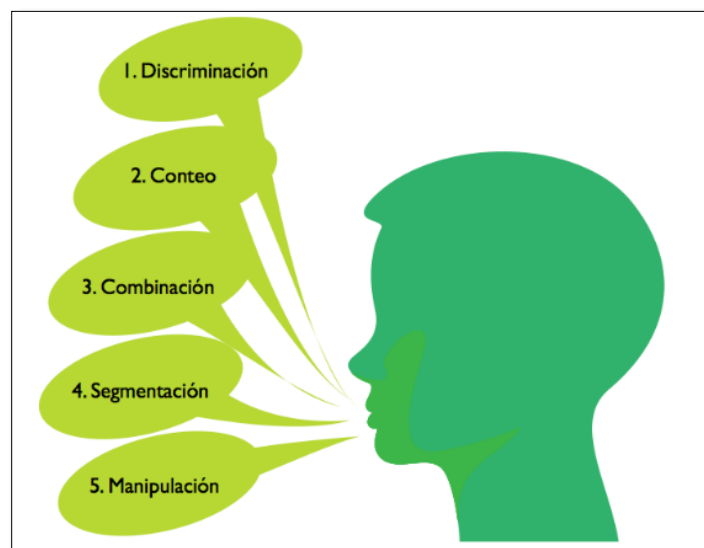 1. Discriminación
2. Conteo
3. Combinación
4. Segmentación
5. Manipulación